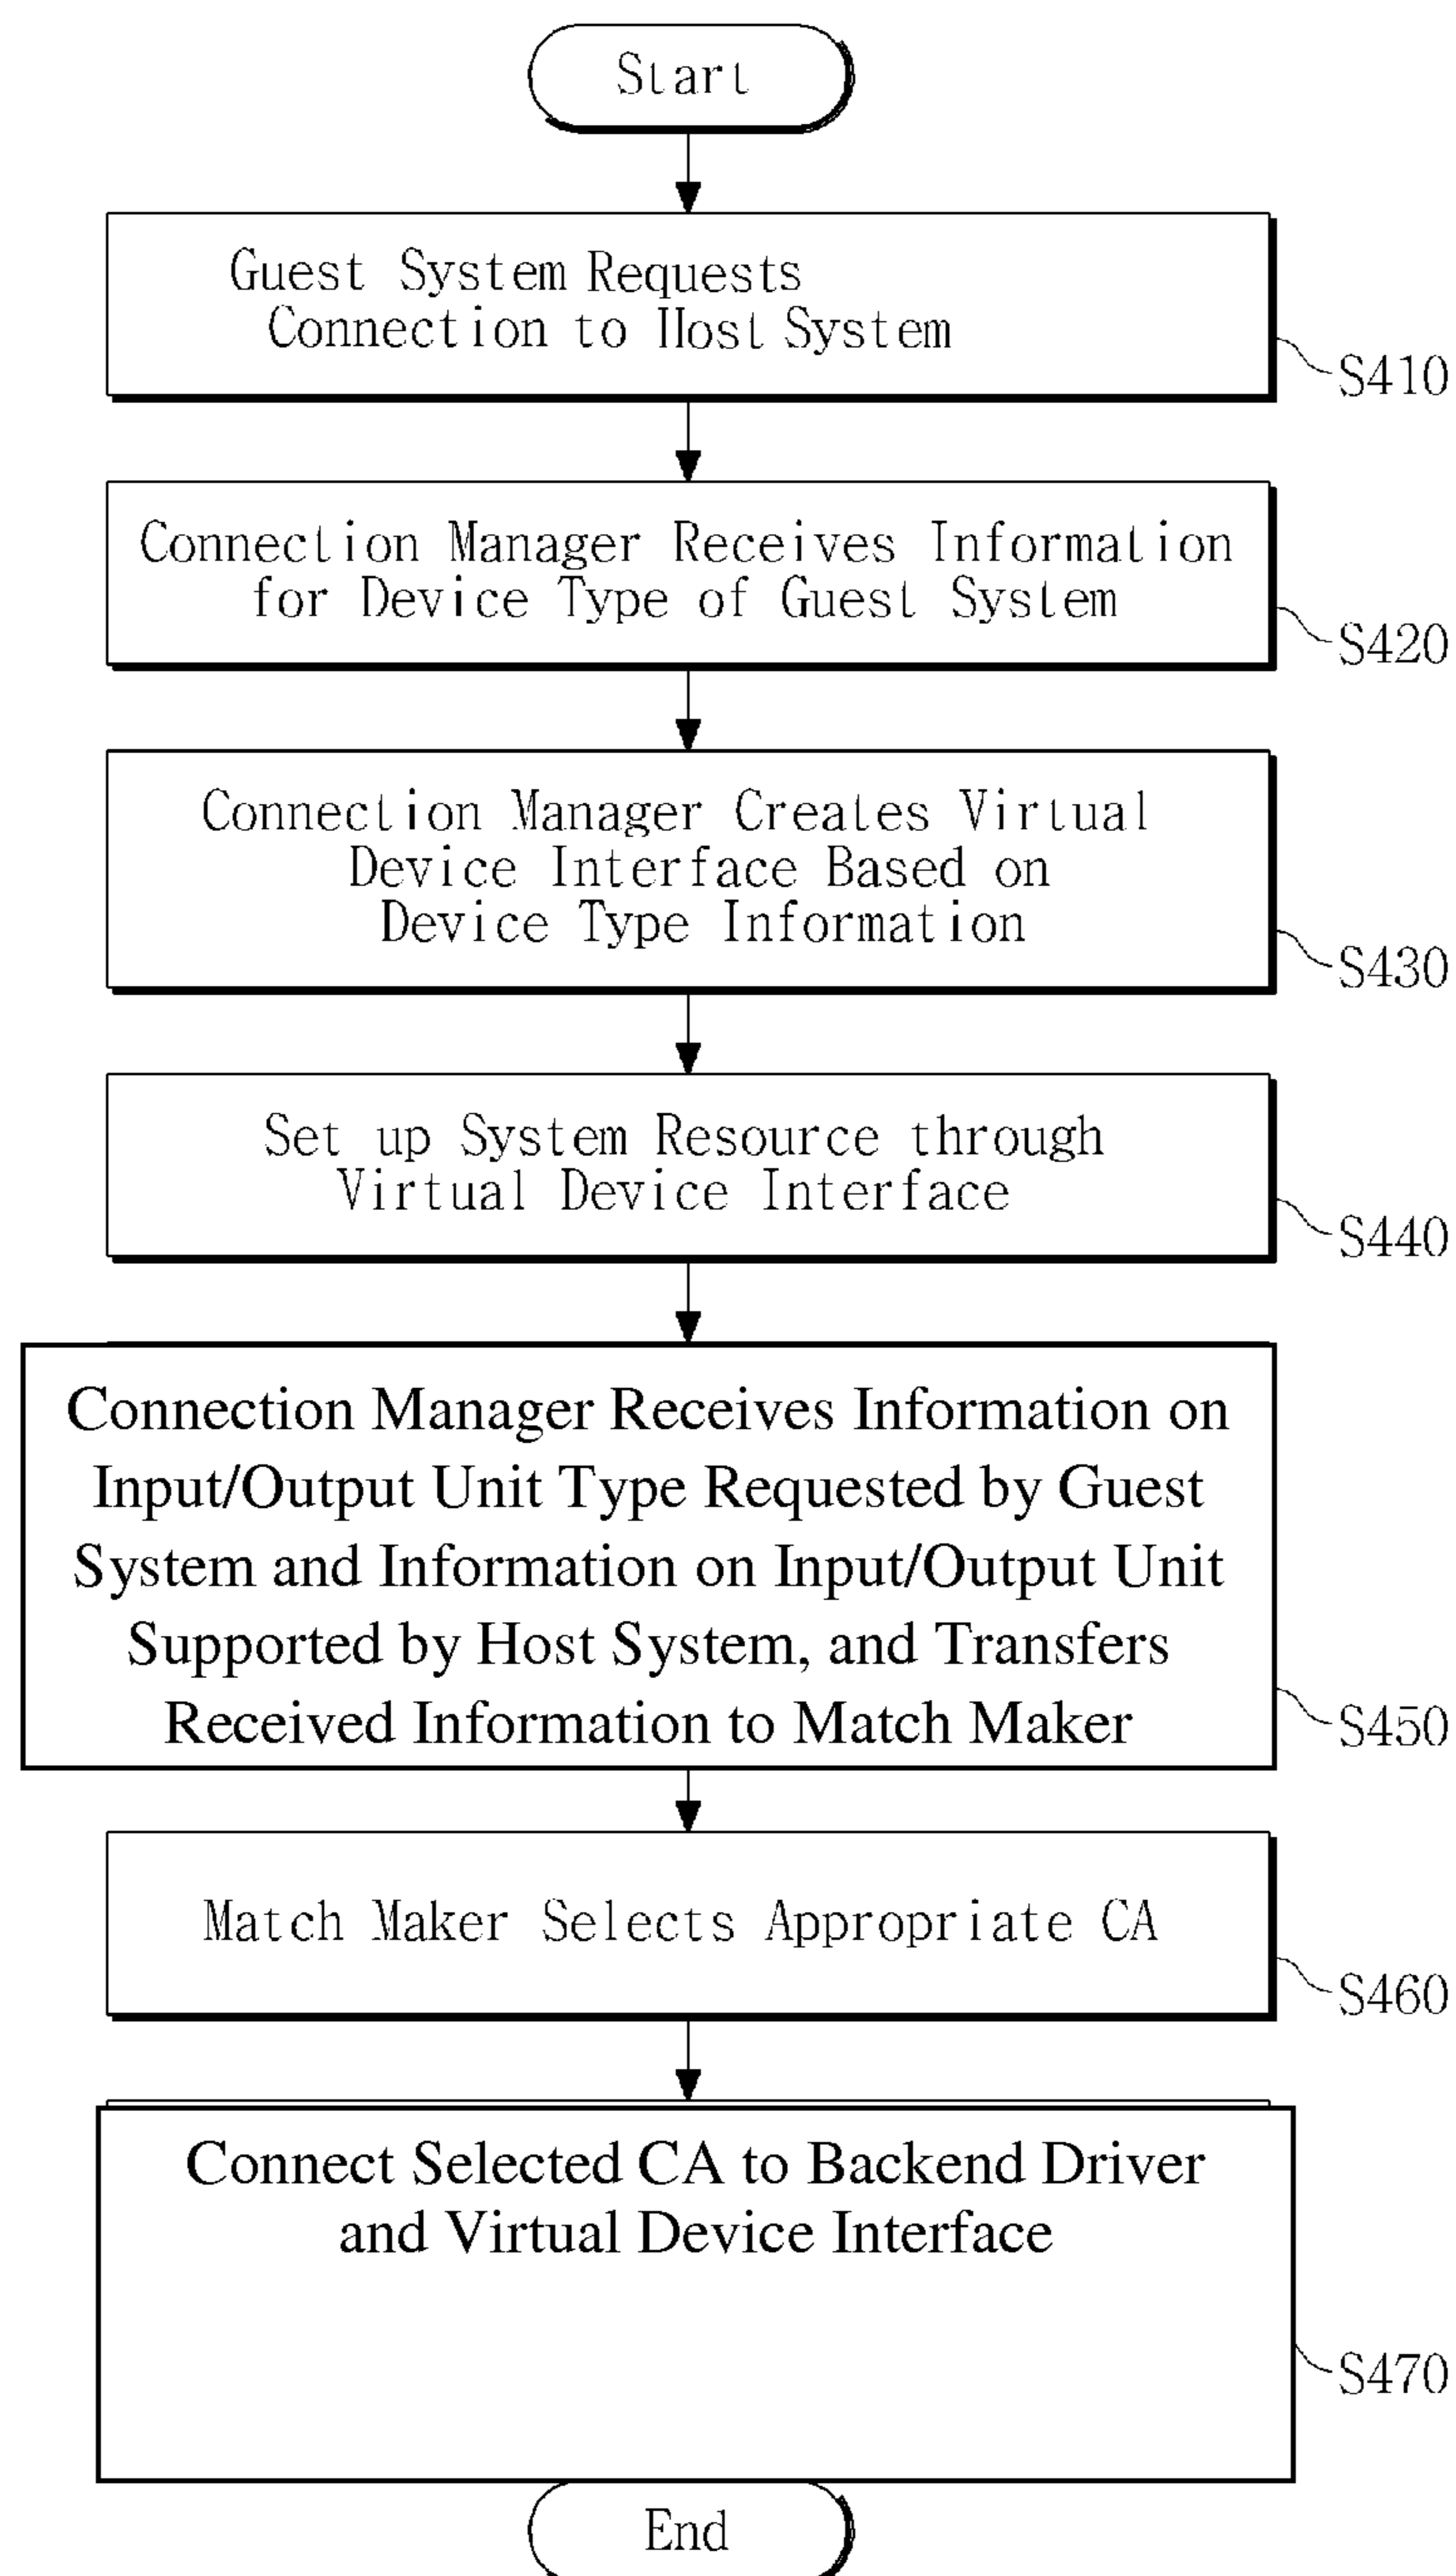 Start
Guest System Requests
Connection to Host System
S410
Connection Manager Receives Information
for Device Type of Guest System
S420
Connection Manager Creates Virtual
Device Interface Based on
Device Type Information
S430
Set up System Resource through
Virtual Device Interface
S440
Connection Manager Receives Information on
Input/Output Unit Type Requested by Guest
System and Information on Input/Output Unit
Supported by Host System, and Transfers
Received Information to Match Maker
S450
Match Maker Selects Appropriate CA
S460
Connect Selected CA to Backend Driver
and Virtual Device Interface
S470
End